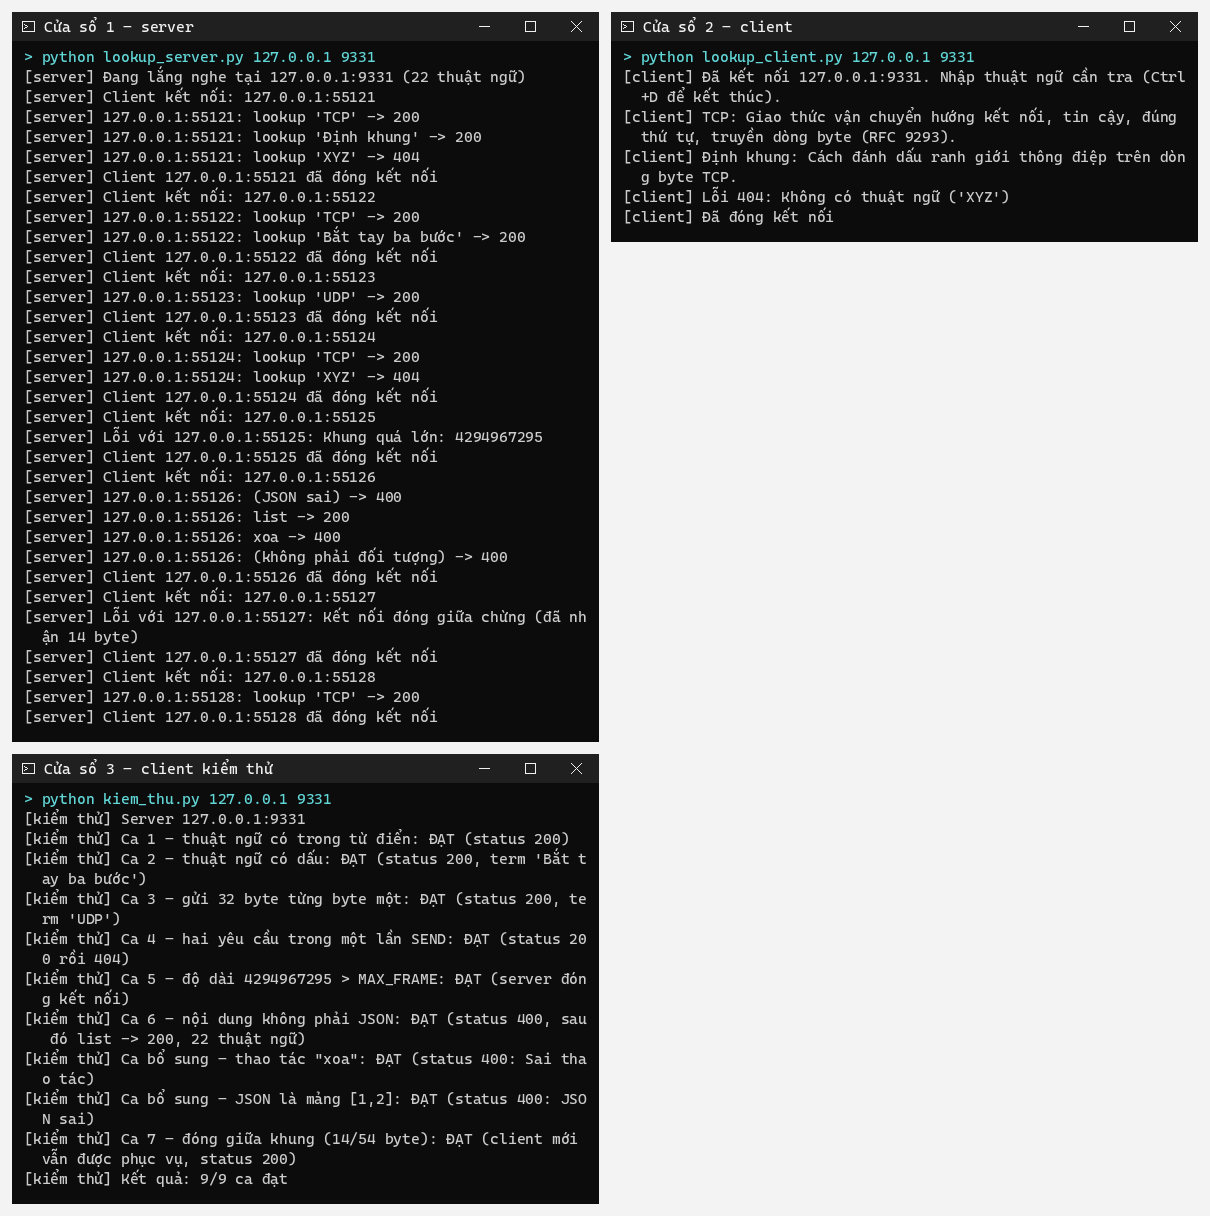 Cửa sổ 1 — server
> python lookup_server.py 127.0.0.1 9331
[server] Đang lắng nghe tại 127.0.0.1:9331 (22 thuật ngữ)
[server] Client kết nối: 127.0.0.1:55121
[server] 127.0.0.1:55121: lookup 'TCP' -> 200
[server] 127.0.0.1:55121: lookup 'Định khung' -> 200
[server] 127.0.0.1:55121: lookup 'XYZ' -> 404
[server] Client 127.0.0.1:55121 đã đóng kết nối
[server] Client kết nối: 127.0.0.1:55122
[server] 127.0.0.1:55122: lookup 'TCP' -> 200
[server] 127.0.0.1:55122: lookup 'Bắt tay ba bước' -> 200
[server] Client 127.0.0.1:55122 đã đóng kết nối
[server] Client kết nối: 127.0.0.1:55123
[server] 127.0.0.1:55123: lookup 'UDP' -> 200
[server] Client 127.0.0.1:55123 đã đóng kết nối
[server] Client kết nối: 127.0.0.1:55124
[server] 127.0.0.1:55124: lookup 'TCP' -> 200
[server] 127.0.0.1:55124: lookup 'XYZ' -> 404
[server] Client 127.0.0.1:55124 đã đóng kết nối
[server] Client kết nối: 127.0.0.1:55125
[server] Lỗi với 127.0.0.1:55125: Khung quá lớn: 4294967295
[server] Client 127.0.0.1:55125 đã đóng kết nối
[server] Client kết nối: 127.0.0.1:55126
[server] 127.0.0.1:55126: (JSON sai) -> 400
[server] 127.0.0.1:55126: list -> 200
[server] 127.0.0.1:55126: xoa -> 400
[server] 127.0.0.1:55126: (không phải đối tượng) -> 400
[server] Client 127.0.0.1:55126 đã đóng kết nối
[server] Client kết nối: 127.0.0.1:55127
[server] Lỗi với 127.0.0.1:55127: Kết nối đóng giữa chừng (đã nh
ận 14 byte)
[server] Client 127.0.0.1:55127 đã đóng kết nối
[server] Client kết nối: 127.0.0.1:55128
[server] 127.0.0.1:55128: lookup 'TCP' -> 200
[server] Client 127.0.0.1:55128 đã đóng kết nối
Cửa sổ 2 — client
> python lookup_client.py 127.0.0.1 9331
[client] Đã kết nối 127.0.0.1:9331. Nhập thuật ngữ cần tra (Ctrl
+D để kết thúc).
[client] TCP: Giao thức vận chuyển hướng kết nối, tin cậy, đúng
thứ tự, truyền dòng byte (RFC 9293).
[client] Định khung: Cách đánh dấu ranh giới thông điệp trên dòn
g byte TCP.
[client] Lỗi 404: Không có thuật ngữ ('XYZ')
[client] Đã đóng kết nối
Cửa sổ 3 — client kiểm thử
> python kiem_thu.py 127.0.0.1 9331
[kiểm thử] Server 127.0.0.1:9331
[kiểm thử] Ca 1 — thuật ngữ có trong từ điển: ĐẠT (status 200)
[kiểm thử] Ca 2 — thuật ngữ có dấu: ĐẠT (status 200, term 'Bắt t
ay ba bước')
[kiểm thử] Ca 3 — gửi 32 byte từng byte một: ĐẠT (status 200, te
rm 'UDP')
[kiểm thử] Ca 4 — hai yêu cầu trong một lần SEND: ĐẠT (status 20
0 rồi 404)
[kiểm thử] Ca 5 — độ dài 4294967295 > MAX_FRAME: ĐẠT (server đón
g kết nối)
[kiểm thử] Ca 6 — nội dung không phải JSON: ĐẠT (status 400, sau
đó list -> 200, 22 thuật ngữ)
[kiểm thử] Ca bổ sung — thao tác "xoa": ĐẠT (status 400: Sai tha
o tác)
[kiểm thử] Ca bổ sung — JSON là mảng [1,2]: ĐẠT (status 400: JSO
N sai)
[kiểm thử] Ca 7 — đóng giữa khung (14/54 byte): ĐẠT (client mới
vẫn được phục vụ, status 200)
[kiểm thử] Kết quả: 9/9 ca đạt